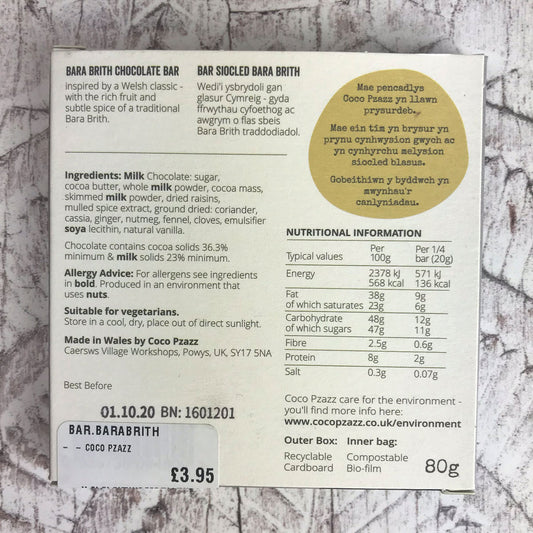 BARA BRITH CHOCOLATE BAR
inspired by a Welsh classic -
with the rich fruit and
subtle spice of a traditional
Bara Brith.
BAR SIOCLED BARA BRITH
Wedi'i ysbrydoli gan
glasur Cymreig - gyda
ffrwythau cyfoethog ac
awgrym o flas sbeis
Bara Brith traddodiadol.
Mae pencadlys
Coco Pzazz yn llawn
prysurdeb.
Mae ein tîm yn brysur yn
prynu cynhwysion gwych ac
yn cynhyrchu melysion
siocled blasus.
Gobeithiwn y byddwch yn
mwynhau'r
canlyniadau.
Ingredients: Milk Chocolate: sugar,
cocoa butter, whole milk powder, cocoa mass,
skimmed milk powder, dried raisins,
mulled spice extract, ground dried: coriander,
cassia, ginger, nutmeg, fennel, cloves, emulsifier
soya lecithin, natural vanilla.
Chocolate contains cocoa solids 36.3%
minimum & milk solids 23% minimum.
Allergy Advice: For allergens see ingredients
in bold. Produced in an environment that
uses nuts.
Suitable for vegetarians.
Store in a cool, dry, place out of direct sunlight.
Made in Wales by Coco Pzazz
Caersws Village Workshops, Powys, UK, SY17 5NA
Best Before
01.10.20 BN: 1601201
BAR.BARABRITH
- - COCO PZAZZ
£3.95
NUTRITIONAL INFORMATION
Typical values Per 100g Per 1/4 bar (20g)
Energy 2378 kJ 571 kJ
568 kcal 136 kcal
Fat 38g 9g
of which saturates 23g 6g
Carbohydrate 48g 12g
of which sugars 47g 11g
Fibre 2.5g 0.6g
Protein 8g 2g
Salt 0.3g 0.07g
Coco Pzazz care for the environment -
you'll find more info here:
www.cocopzazz.co.uk/environment
Outer Box: Inner bag:
Recyclable Compostable
Cardboard Bio-film
80g